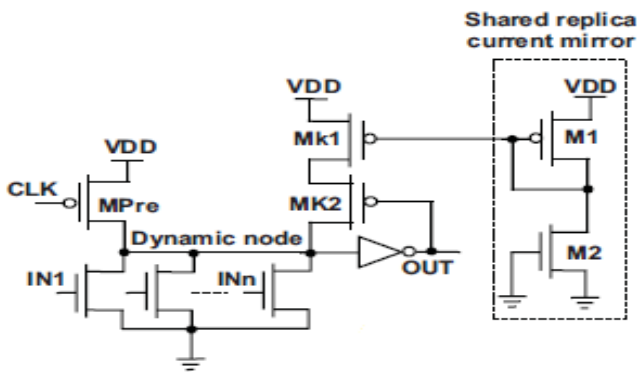 Shared replica
current mirror
VDD
VDD
Mk1
M1
VDD
CLK
MPre
MK2
Dynamic node
M2
OUT
IN1
INn